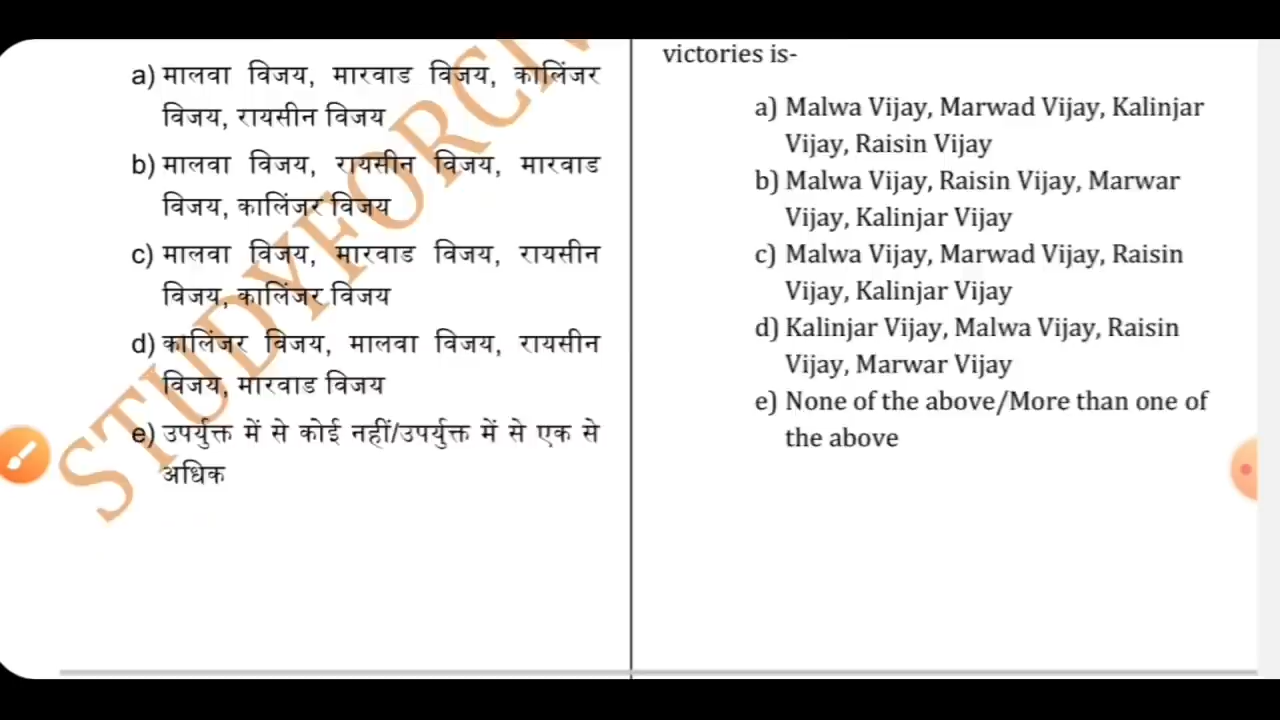 a) मालवा विजय, मारवाड विजय, कालिंजर
विजय, रायसीन विजय
b) मालवा विजय, रायसीन विजय, मारवाड
विजय, कालिंजर विजय
c) मालवा विजय, मारवाड विजय, रायसीन
विजय, कालिंजर विजय
d) कालिंजर विजय, मालवा विजय, रायसीन
विजय, मारवाड विजय
e) उपर्युक्त में से कोई नहीं/उपर्युक्त में से एक से
अधिक
victories is-
a) Malwa Vijay, Marwad Vijay, Kalinjar
Vijay, Raisin Vijay
b) Malwa Vijay, Raisin Vijay, Marwar
Vijay, Kalinjar Vijay
c) Malwa Vijay, Marwad Vijay, Raisin
Vijay, Kalinjar Vijay
d) Kalinjar Vijay, Malwa Vijay, Raisin
Vijay, Marwar Vijay
e) None of the above/More than one of
the above
STUDYFORCIV